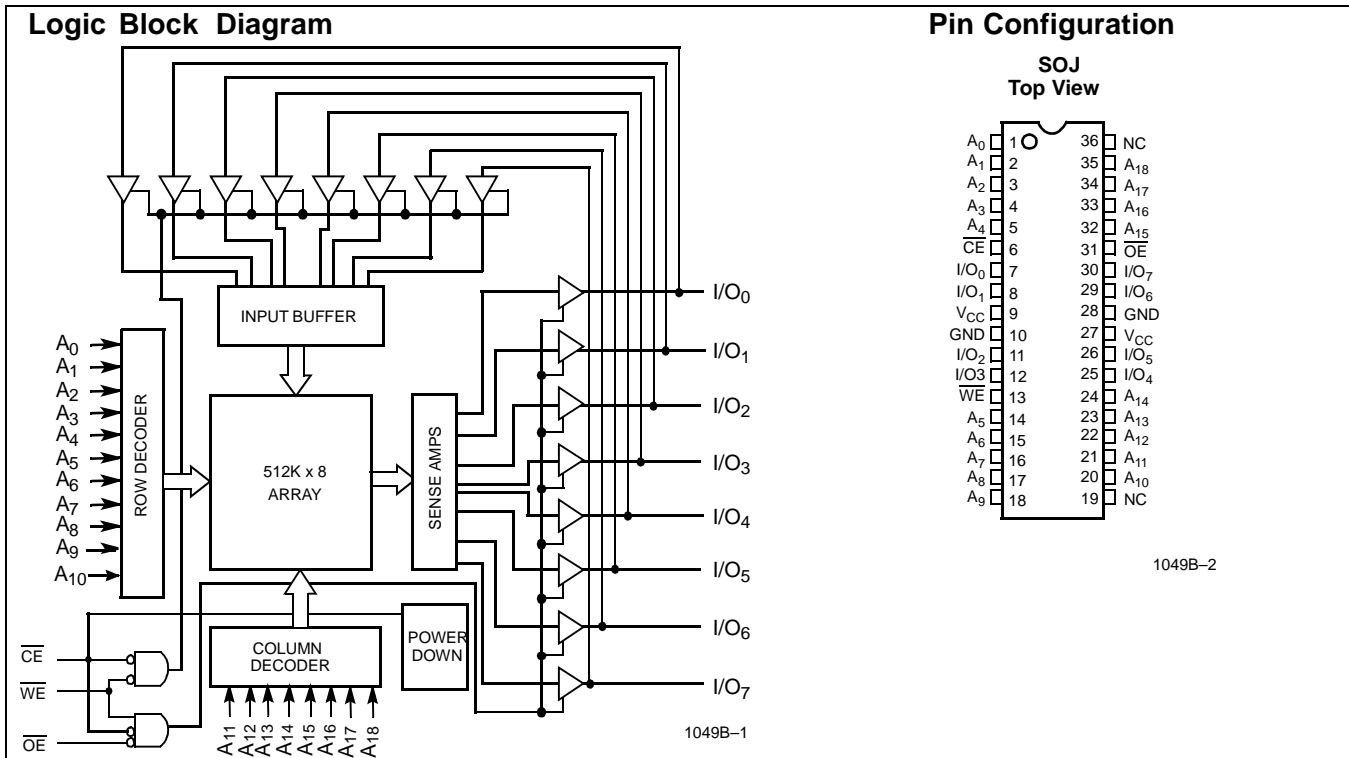 Logic Block Diagram
INPUT BUFFER
A0
A1
A2
A3
A4
A5
A6
A7
A8
A9
A10
ROW DECODER
512K x 8
ARRAY
SENSE AMPS
I/O0
I/O1
I/O2
I/O3
I/O4
I/O5
I/O6
I/O7
COLUMN
DECODER
POWER
DOWN
CE
WE
OE
A11
A12
A13
A14
A15
A16
A17
A18
1049B–1
Pin Configuration
SOJ
Top View
A0 1 36 NC
A1 2 35 A18
A2 3 34 A17
A3 4 33 A16
A4 5 32 A15
CE 6 31 OE
I/O0 7 30 I/O7
I/O1 8 29 I/O6
VCC 9 28 GND
GND 10 27 VCC
I/O2 11 26 I/O5
I/O3 12 25 I/O4
WE 13 24 A14
A5 14 23 A13
A6 15 22 A12
A7 16 21 A11
A8 17 20 A10
A9 18 19 NC
1049B–2